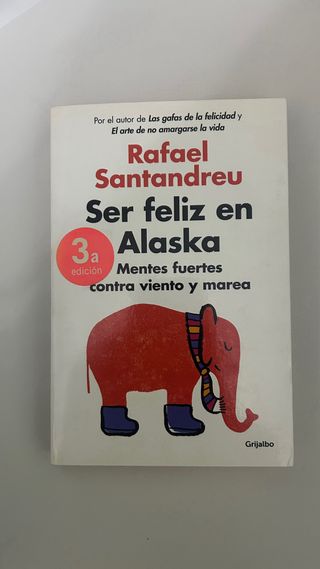 Por el autor de Las gafas de la felicidad y
El arte de no amargarse la vida
Rafael
Santandreu
Ser feliz en
Alaska
3a
edición
Mentes fuertes
contra viento y marea
Grijalbo